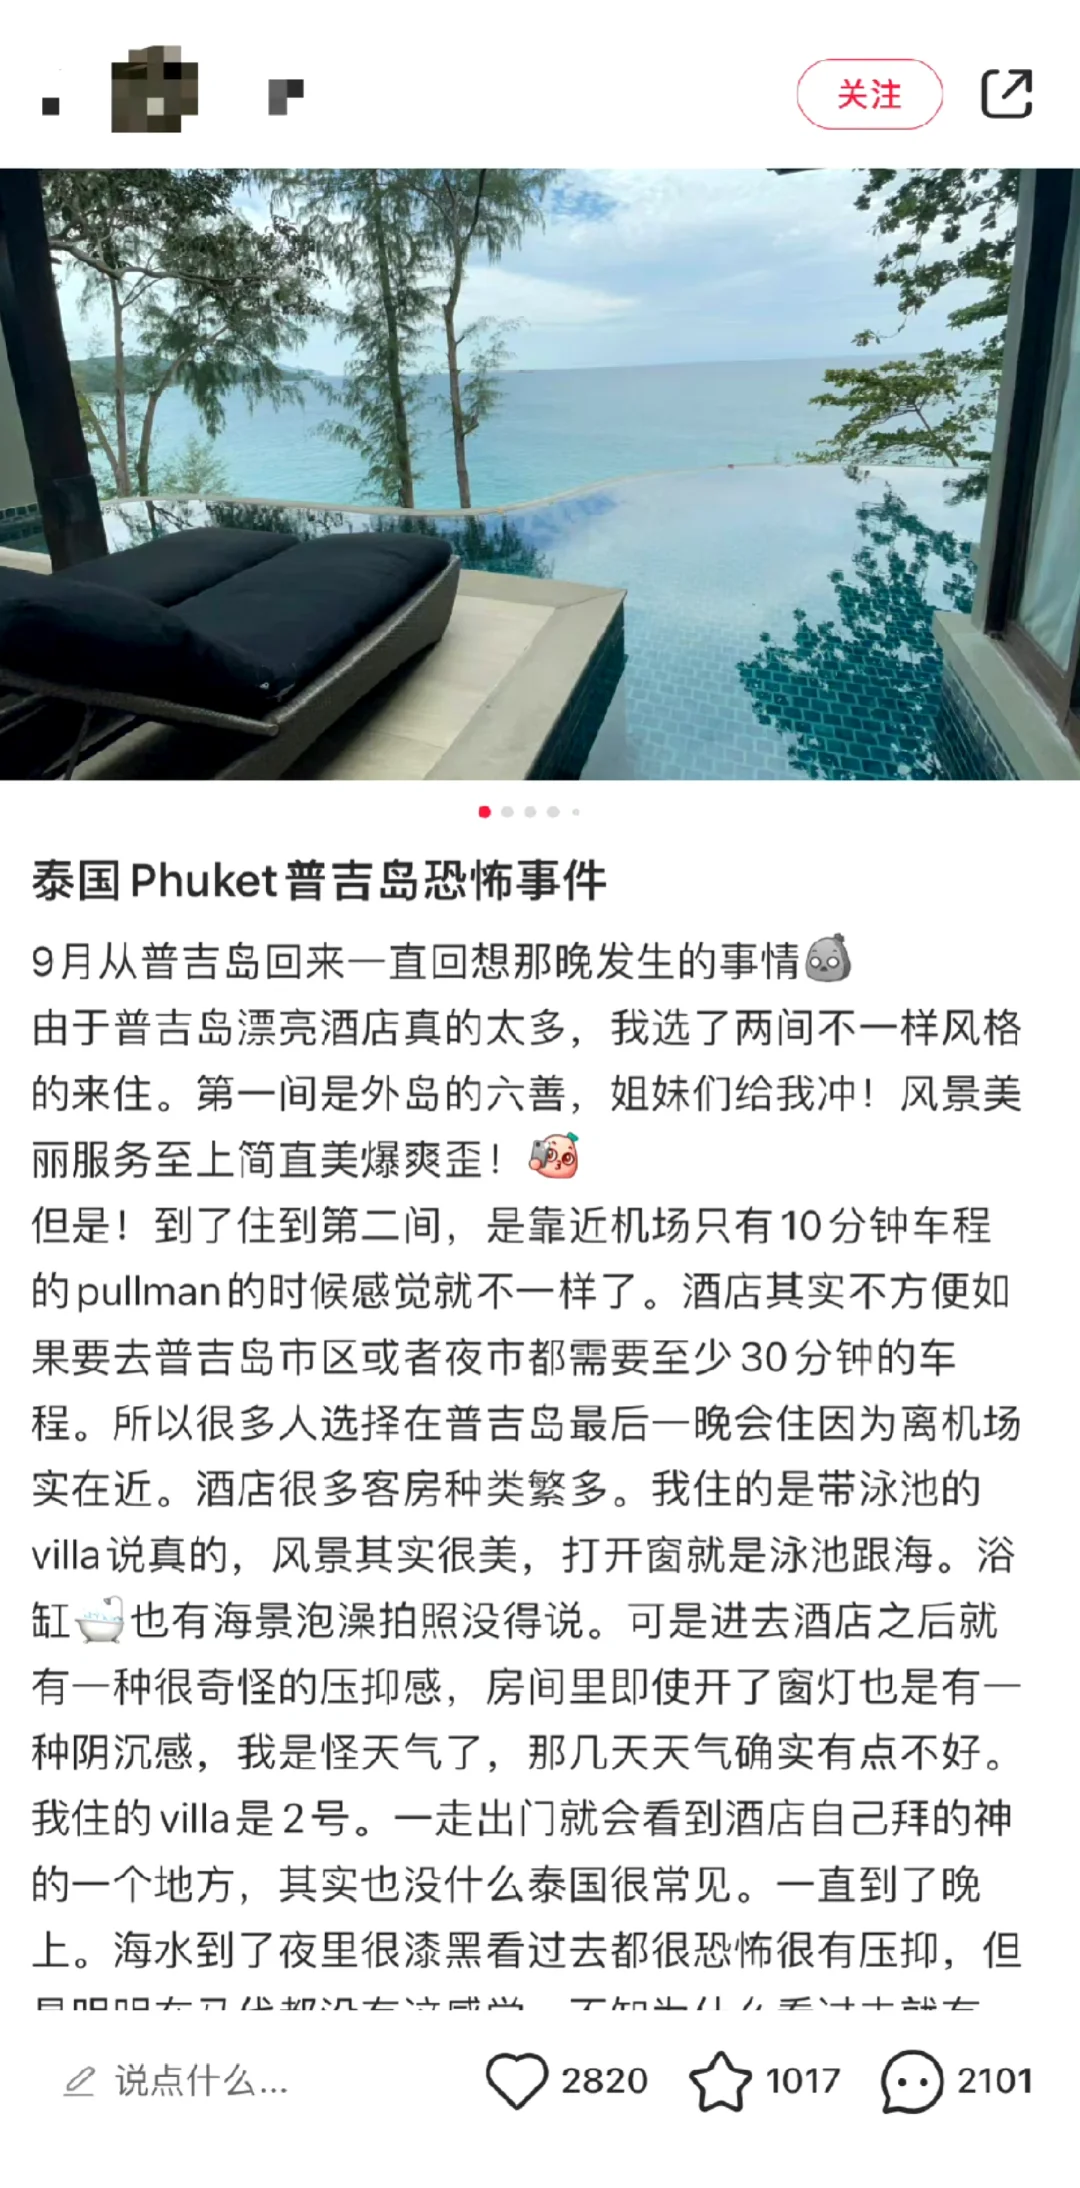 关注
泰国Phuket普吉岛恐怖事件
9月从普吉岛回来一直回想那晚发生的事情
由于普吉岛漂亮酒店真的太多，我选了两间不一样风格
的来住。第一间是外岛的六善，姐妹们给我冲！风景美
丽服务至上简直美爆爽歪！
但是！到了住到第二间，是靠近机场只有10分钟车程
的pullman的时候感觉就不一样了。酒店其实不方便如
果要去普吉岛市区或者夜市都需要至少30分钟的车
程。所以很多人选择在普吉岛最后一晚会住因为离机场
实在近。酒店很多客房种类繁多。我住的是带泳池的
villa说真的，风景其实很美，打开窗就是泳池跟海。浴
缸🛁也有海景泡澡拍照没得说。可是进去酒店之后就
有一种很奇怪的压抑感，房间里即使开了窗灯也是有一
种阴沉感，我是怪天气了，那几天天气确实有点不好。
我住的villa是2号。一走出门就会看到酒店自己拜的神
的一个地方，其实也没什么泰国很常见。一直到了晚
上。海水到了夜里很漆黑看过去都很恐怖很有压抑，但
说点什么...
2820
1017
2101